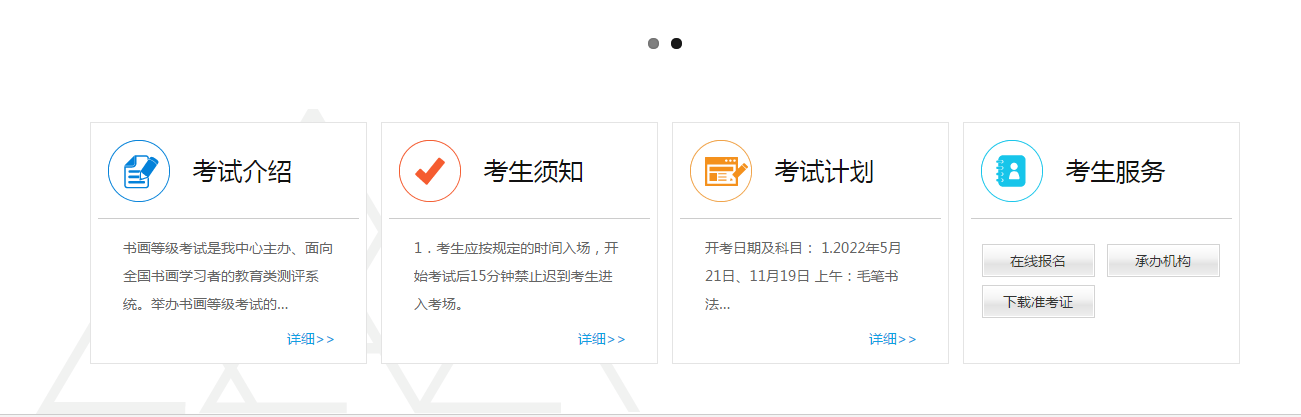 考试介绍
书画等级考试是我中心主办、面向
全国书画学习者的教育类测评系
统。举办书画等级考试的...
详细>>
考生须知
1．考生应按规定的时间入场，开
始考试后15分钟禁止迟到考生进
入考场。
详细>>
考试计划
开考日期及科目： 1.2022年5月
21日、11月19日 上午：毛笔书
法...
详细>>
考生服务
在线报名
承办机构
下载准考证